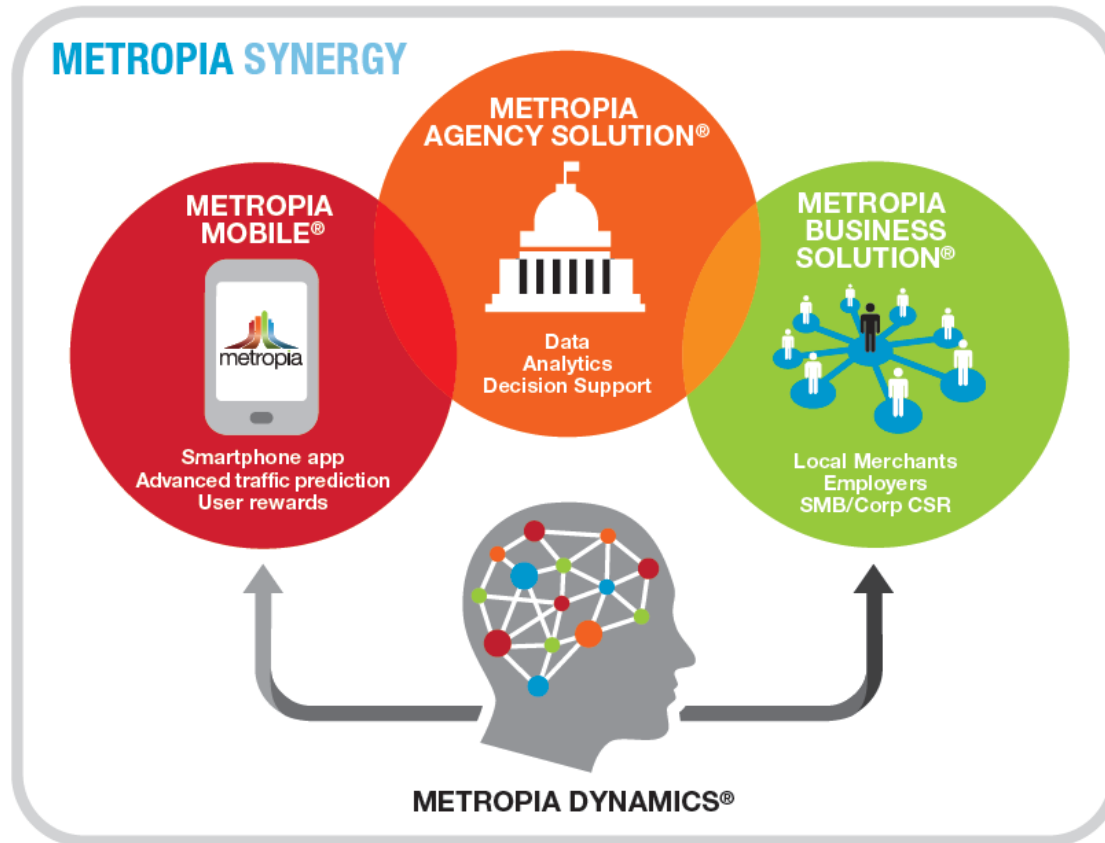 METROPIA SYNERGY
METROPIA
AGENCY SOLUTION®
Data
Analytics
Decision Support
METROPIA
MOBILE®
metropia
Smartphone app
Advanced traffic prediction
User rewards
METROPIA
BUSINESS
SOLUTION®
Local Merchants
Employers
SMB/Corp CSR
METROPIA DYNAMICS®